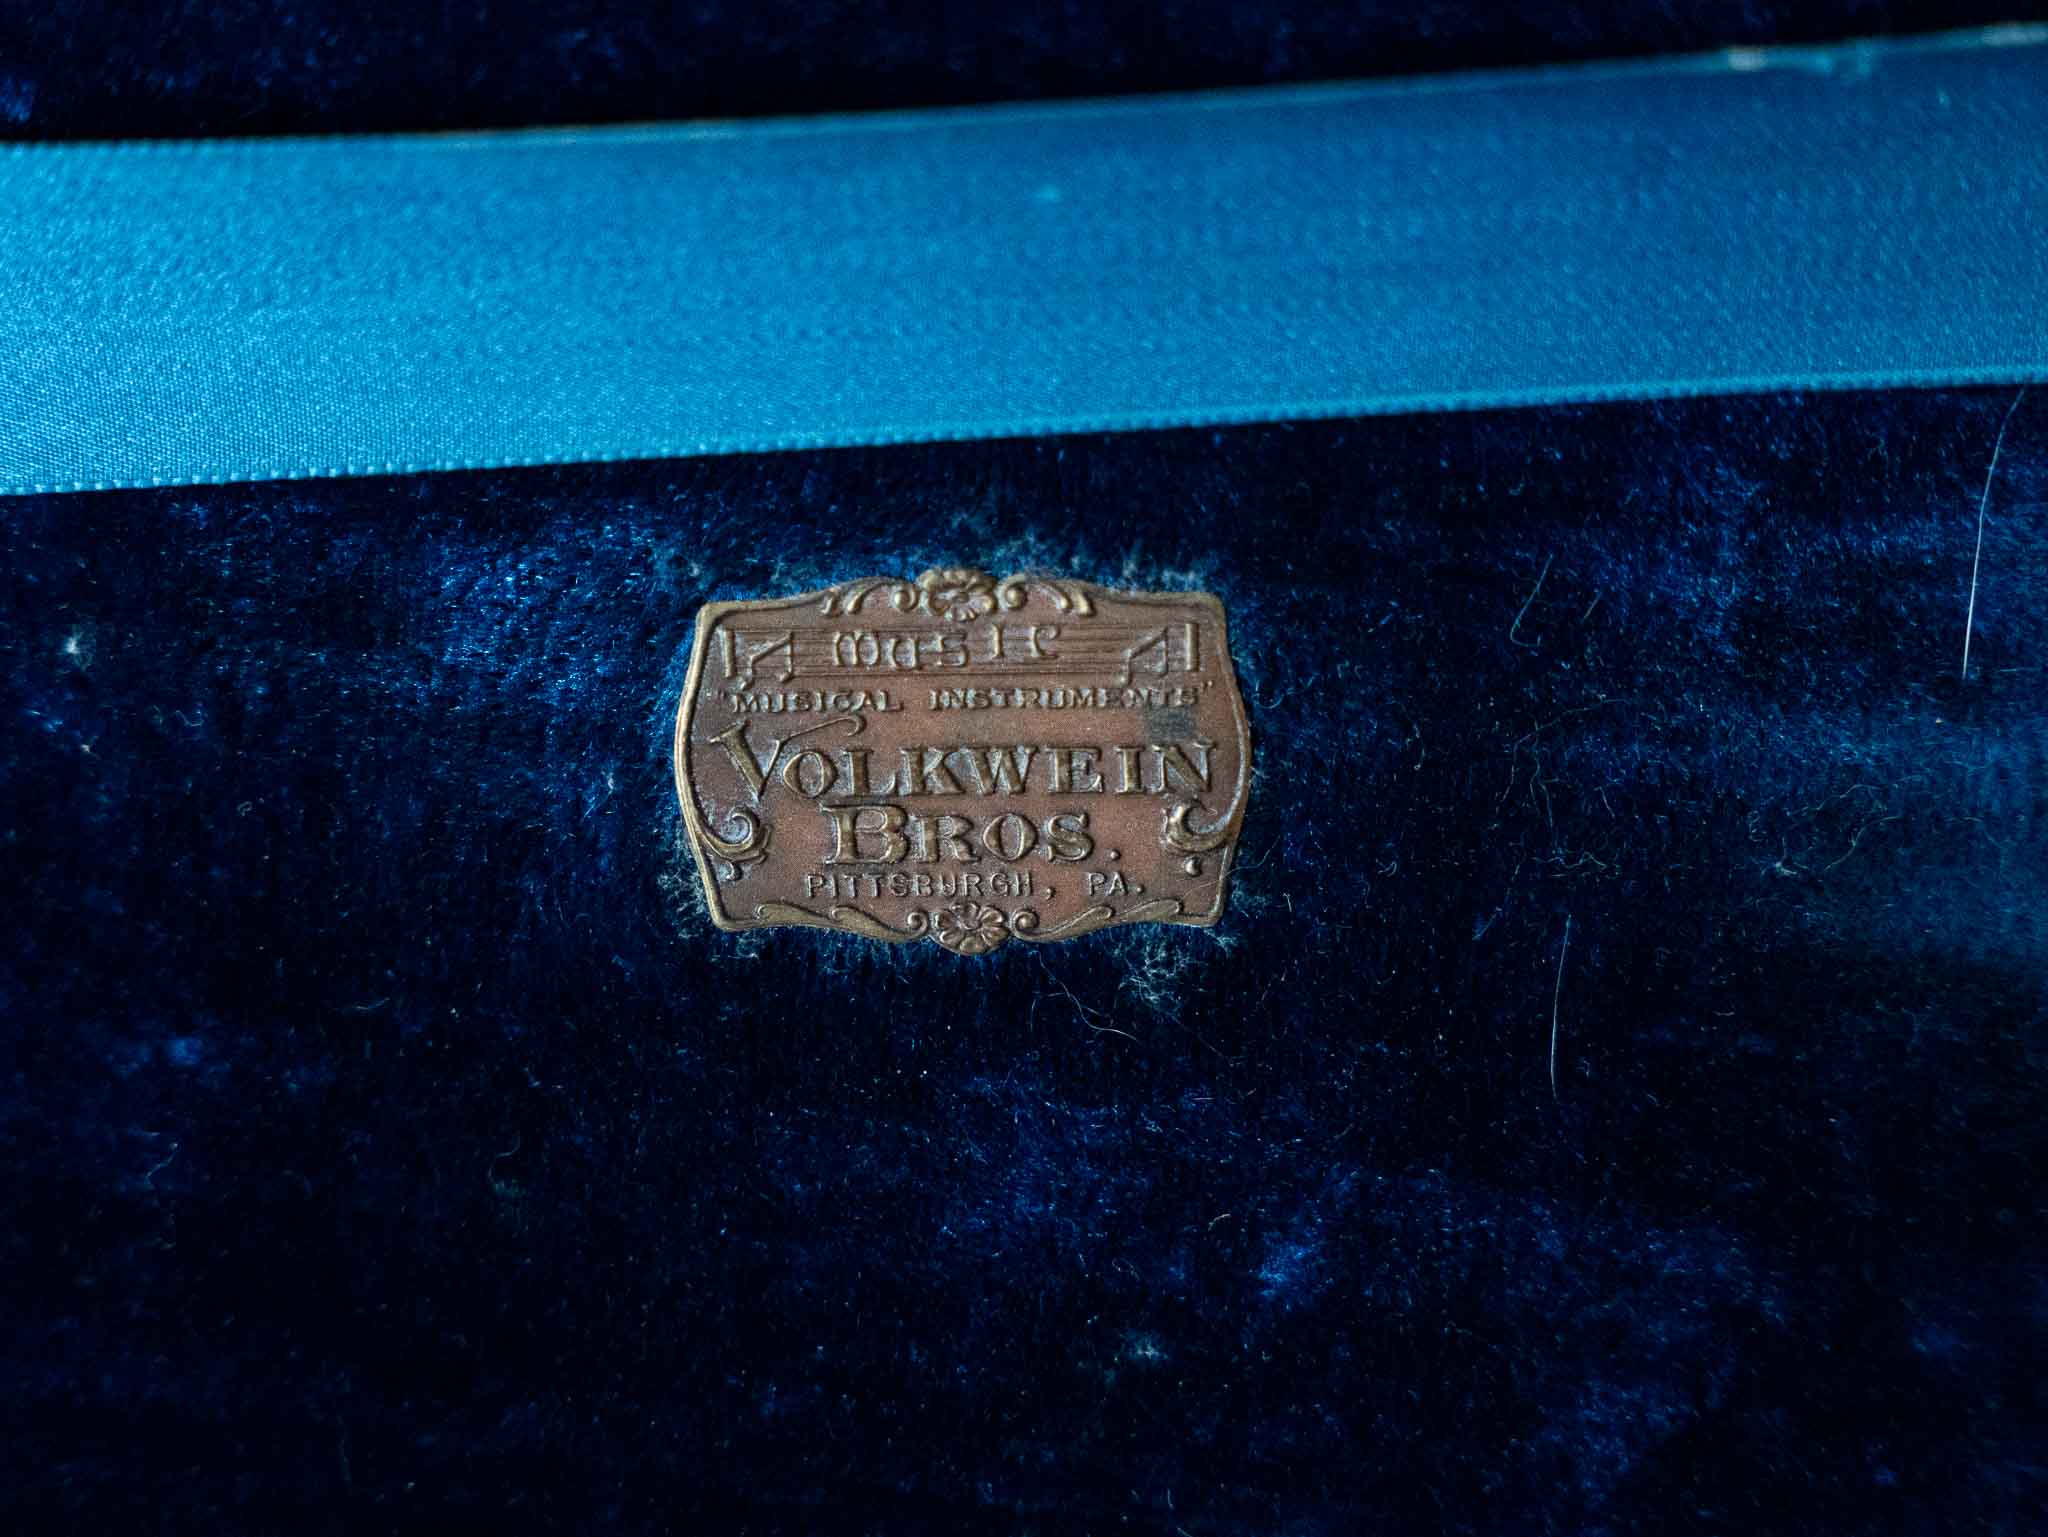 MUSIC
"MUSICAL INSTRUMENTS"
VOLKWEIN
BROS.
PITTSBURGH, PA.